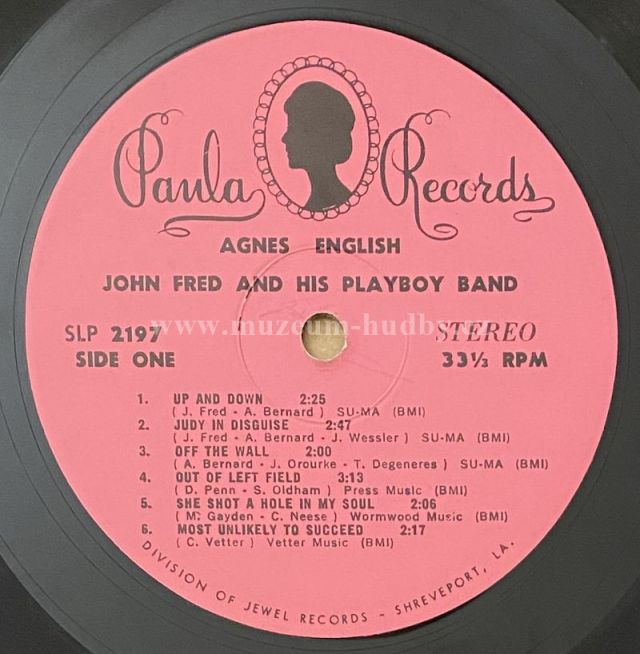 Paula Records
AGNES ENGLISH
JOHN FRED AND HIS PLAYBOY BAND
www.muzeum-hudby.cz
SLP 2197 STEREO
SIDE ONE 33⅓ RPM
1. UP AND DOWN 2:25
( J. Fred - A. Bernard ) SU-MA (BMI)
2. JUDY IN DISGUISE 2:47
( J. Fred - A. Bernard - J. Wessler ) SU-MA (BMI)
3. OFF THE WALL 2:00
( A. Bernard - J. Orourke - T. Degeneres ) SU-MA (BMI)
4. OUT OF LEFT FIELD 3:13
( D. Penn - S. Oldham ) Press Music (BMI)
5. SHE SHOT A HOLE IN MY SOUL 2:06
( M. Gayden - C. Neese ) Wormwood Music (BMI)
6. MOST UNLIKELY TO SUCCEED 2:17
( C. Vetter ) Vetter Music (BMI)
DIVISION OF JEWEL RECORDS - SHREVEPORT, LA.